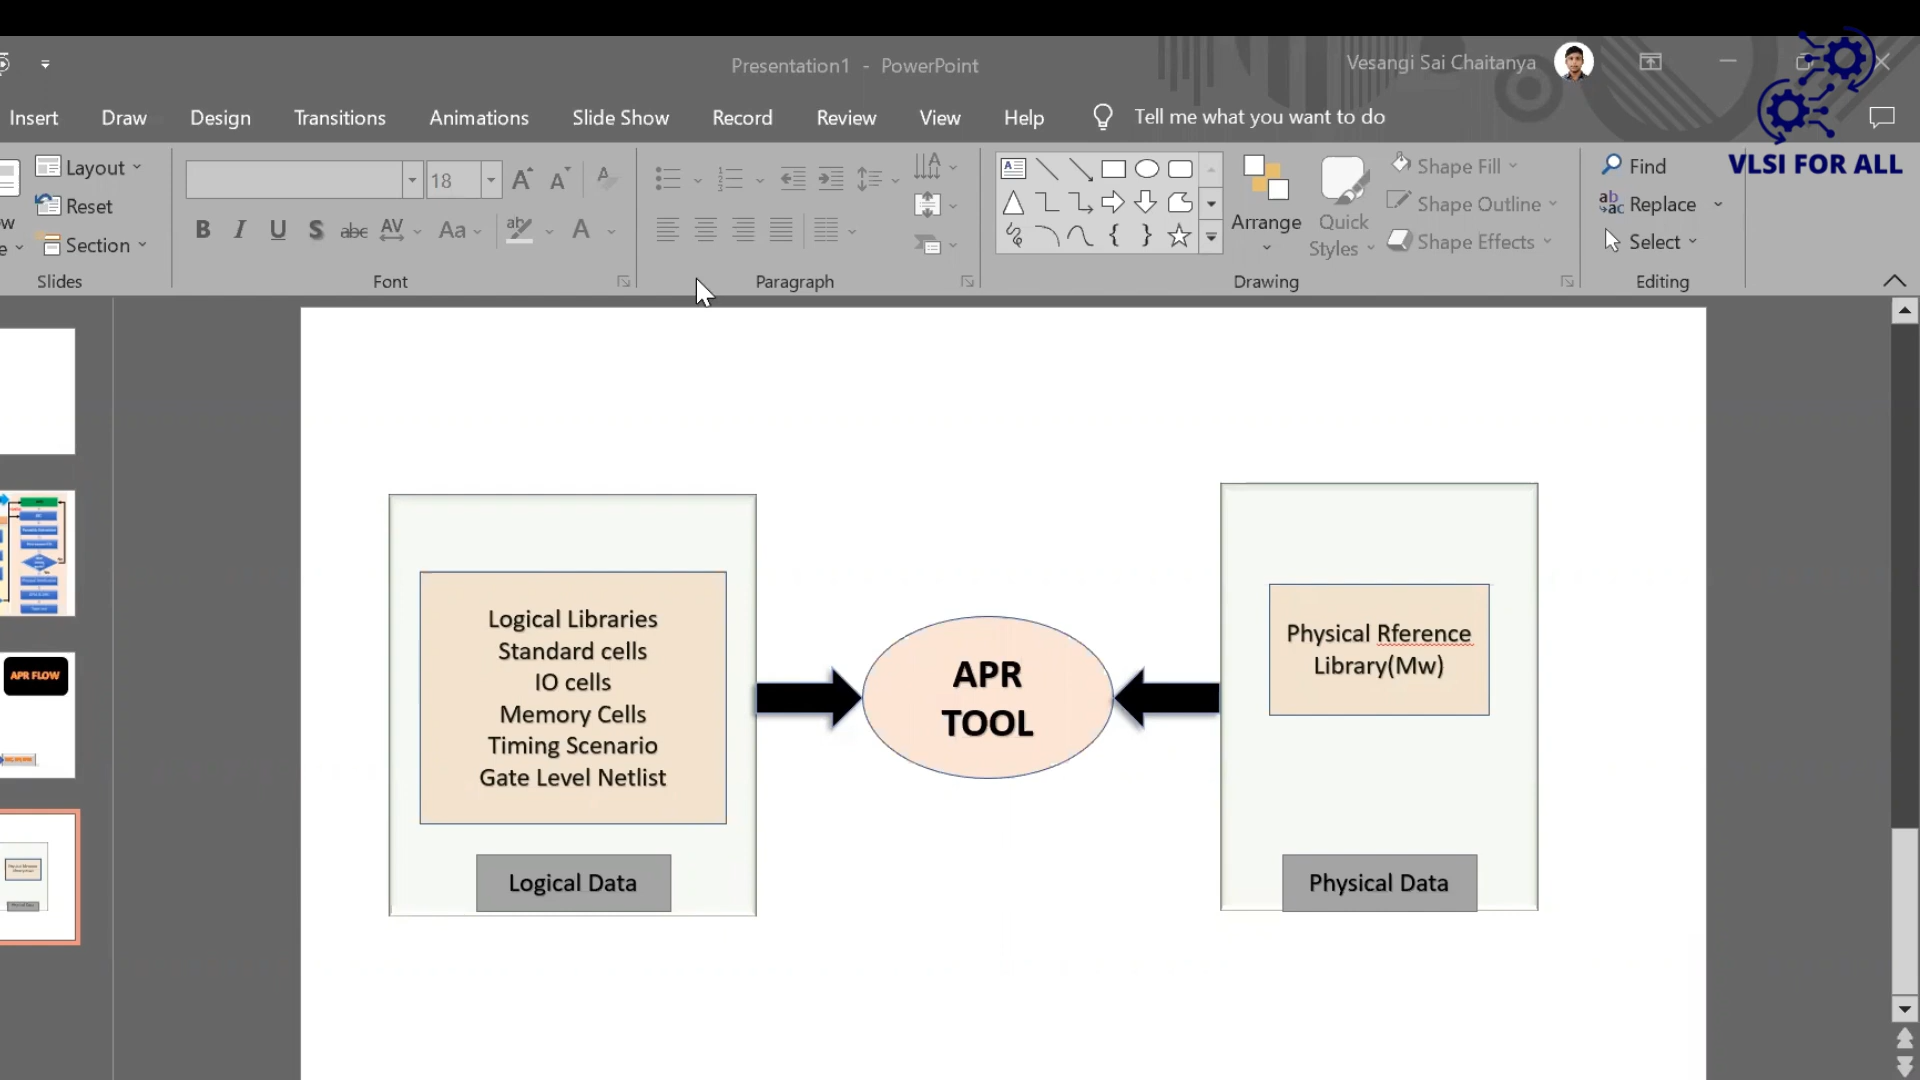 Presentation1 - PowerPoint
Vesangi Sai Chaitanya
VLSI FOR ALL
Insert Draw Design Transitions Animations Slide Show Record Review View Help Tell me what you want to do
Layout
Reset
Section
Slides
18
B I U S abc AV Aa A
Font
Paragraph
Arrange
Quick
Styles
Shape Fill
Shape Outline
Shape Effects
Drawing
Find
Replace
Select
Editing
APR FLOW
Logical Libraries
Standard cells
IO cells
Memory Cells
Timing Scenario
Gate Level Netlist
Logical Data
APR
TOOL
Physical Rference
Library(Mw)
Physical Data